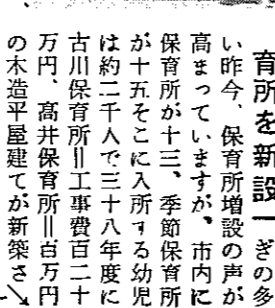 育所を新設一
ぎの多
い昨今、保育所増設の声が
高まっていますが、市内に
保育所が十三、季節保育所
が十五そこに入所する幼児
は約二千人で三十八年度に
古川保育所＝工事費百二十
万円、高井保育所＝百万円
の木造平屋建てが新築さ↘